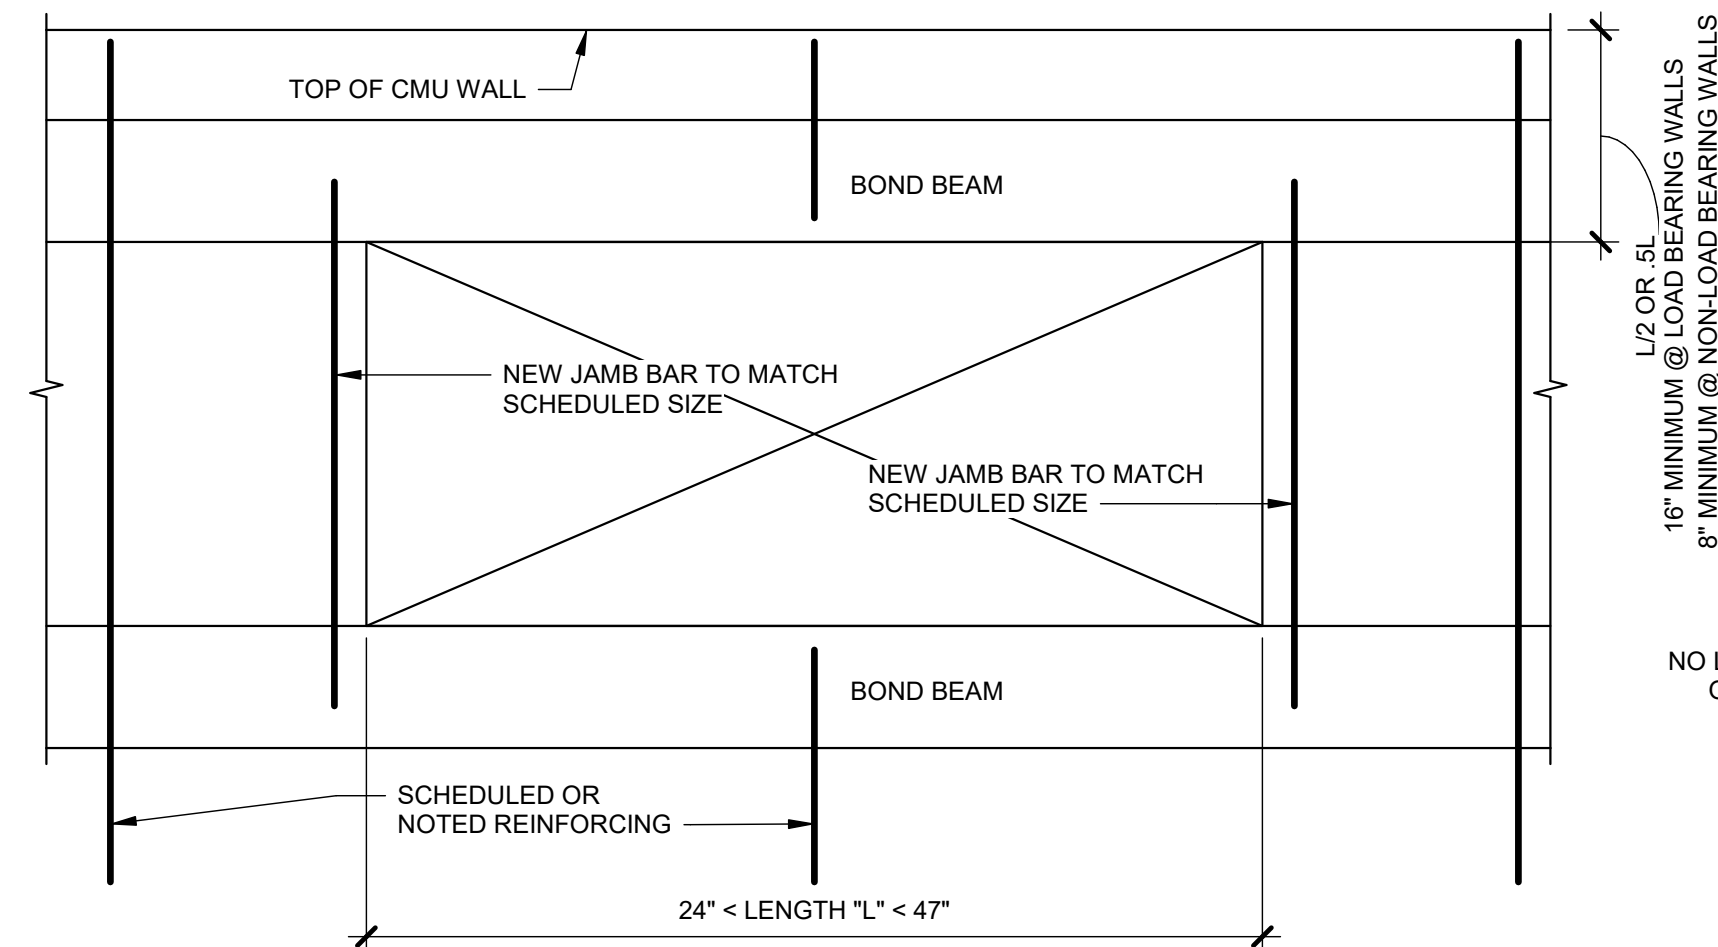 TOP OF CMU WALL
BOND BEAM
L/2 OR .5L
16" MINIMUM @ LOAD BEARING WALLS
8" MINIMUM @ NON-LOAD BEARING WALLS
NEW JAMB BAR TO MATCH
SCHEDULED SIZE
NEW JAMB BAR TO MATCH
SCHEDULED SIZE
NO
BOND BEAM
SCHEDULED OR
NOTED REINFORCING
24" < LENGTH "L" < 47"